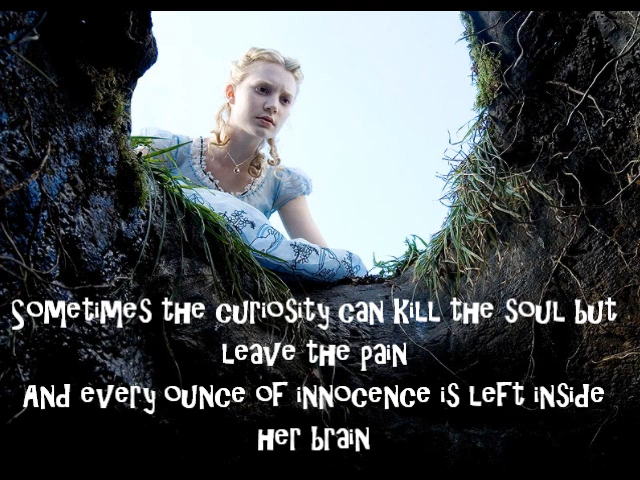 Sometimes the curiosity can kill the soul but
leave the pain
And every ounce of innocence is left inside
her brain